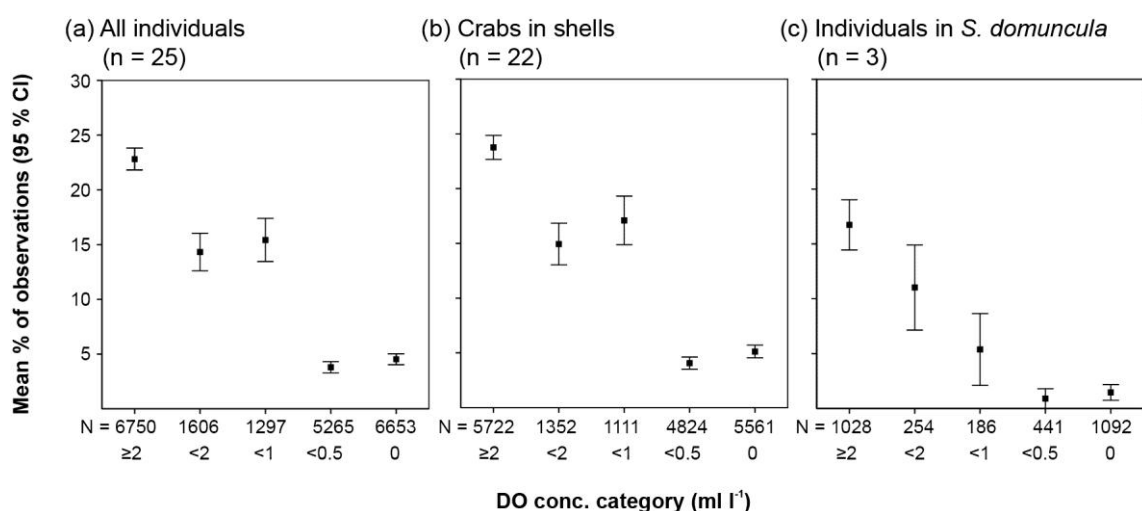 (a) All individuals
(n = 25)
(b) Crabs in shells
(n = 22)
(c) Individuals in S. domuncula
(n = 3)
Mean % of observations (95 % CI)
30
25
20
15
10
5
N = 6750 1606 1297 5265 6653
≥2 <2 <1 <0.5 0
N = 5722 1352 1111 4824 5561
≥2 <2 <1 <0.5 0
N = 1028 254 186 441 1092
≥2 <2 <1 <0.5 0
DO conc. category (ml l⁻¹)